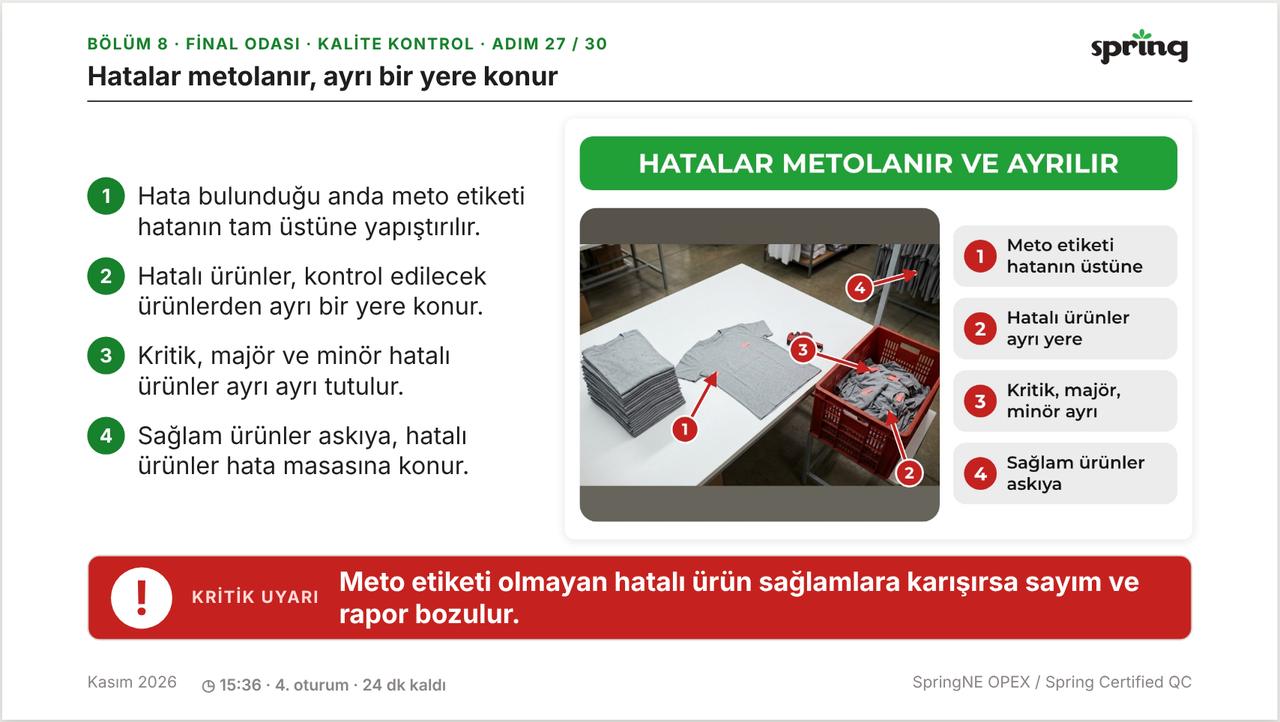 BÖLÜM 8 · FİNAL ODASI · KALİTE KONTROL · ADIM 27 / 30
spring
Hatalar metolanır, ayrı bir yere konur
1 Hata bulunduğu anda meto etiketi
hatanın tam üstüne yapıştırılır.
2 Hatalı ürünler, kontrol edilecek
ürünlerden ayrı bir yere konur.
3 Kritik, majör ve minör hatalı
ürünler ayrı ayrı tutulur.
4 Sağlam ürünler askıya, hatalı
ürünler hata masasına konur.
HATALAR METOLANIR VE AYRILIR
4
3
1
2
1 Meto etiketi
hatanın üstüne
2 Hatalı ürünler
ayrı yere
3 Kritik, majör,
minör ayrı
4 Sağlam ürünler
askıya
! KRİTİK UYARI
Meto etiketi olmayan hatalı ürün sağlamlara karışırsa sayım ve
rapor bozulur.
Kasım 2026
15:36 · 4. oturum · 24 dk kaldı
SpringNE OPEX / Spring Certified QC